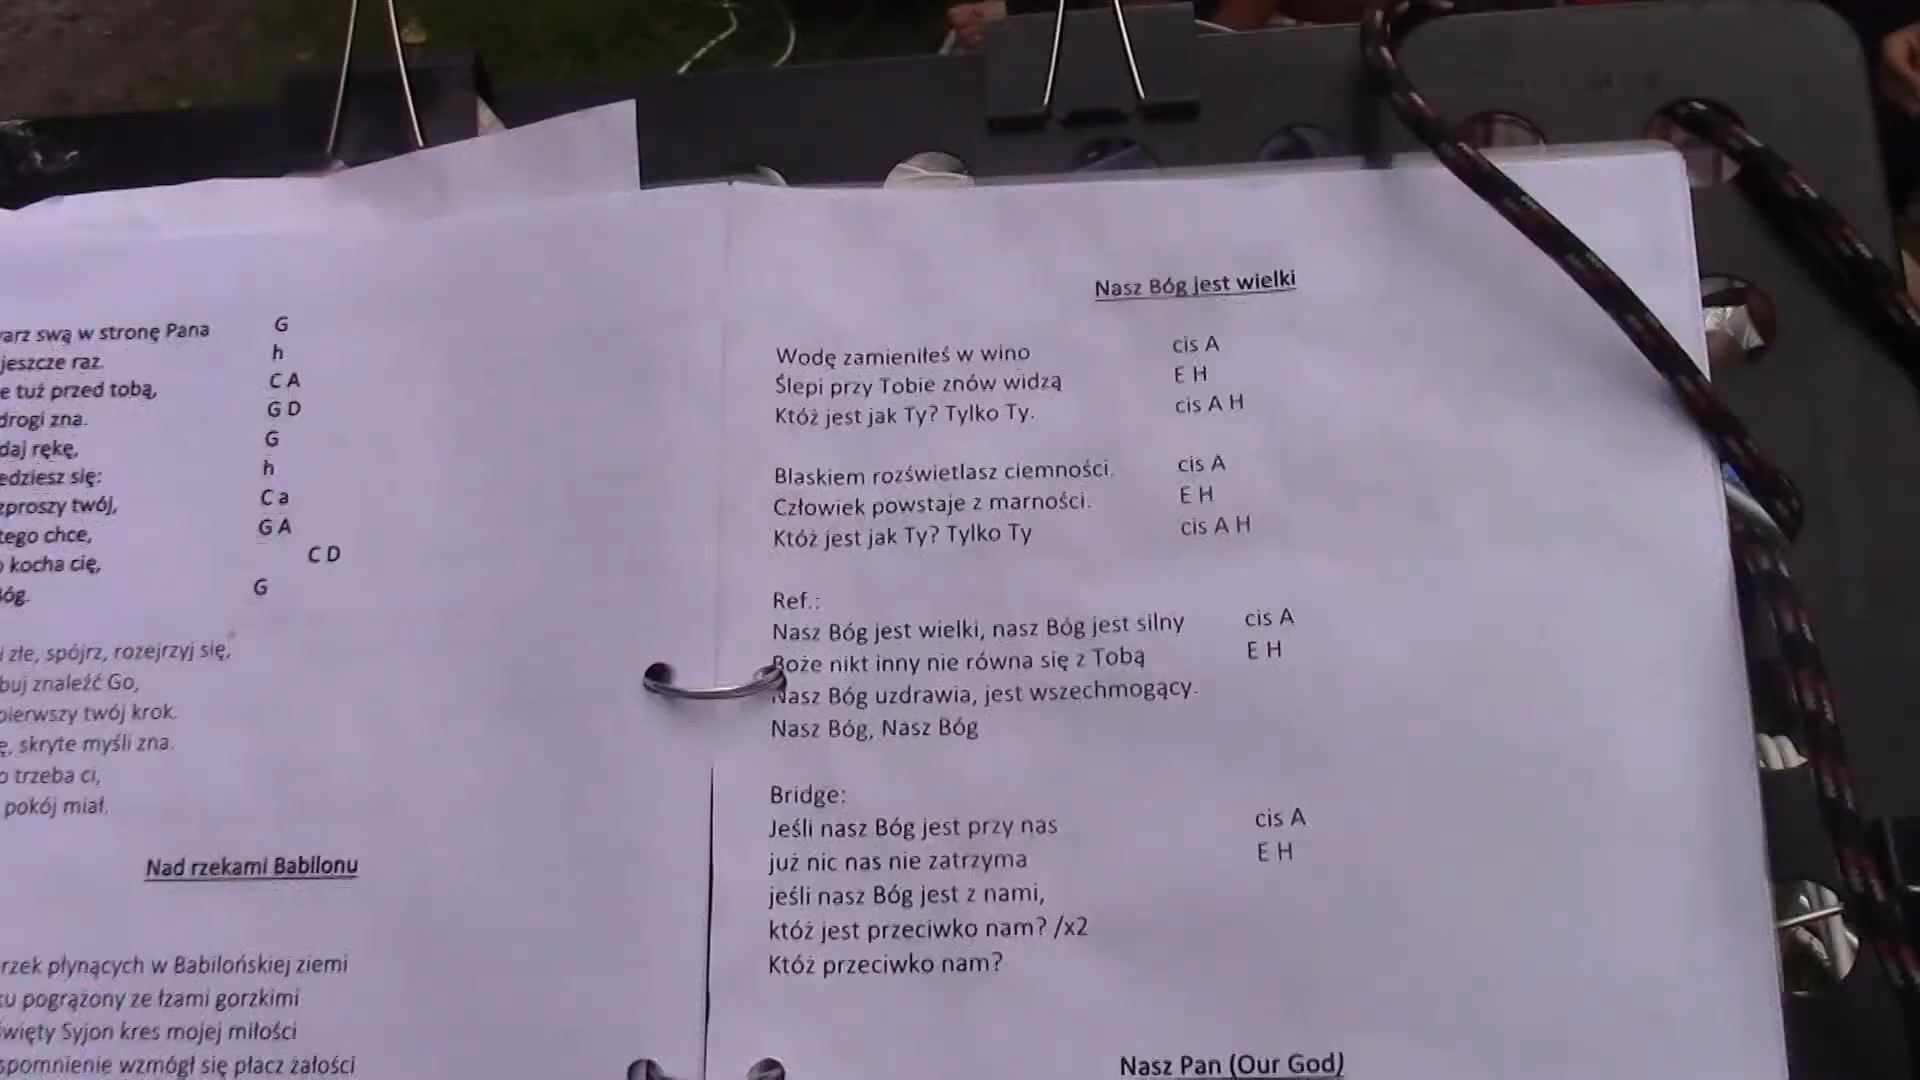 swą w stronę Pana G
jeszcze raz. h
tuż przed tobą, C A
drogi zna. G D
daj rękę, G
się: h
twój, C a
tego chce, G A
kocha cię, C D
G
złe, spójrz, rozejrzyj się,
znaleźć Go,
pierwszy twój krok.
skryte myśli zna.
trzeba ci,
pokój miał.
Nad rzekami Babilonu
rzek płynących w Babilońskiej ziemi
pogrążony ze łzami gorzkimi
Syjon kres mojej miłości
wzmógł się płacz żałości
Nasz Bóg jest wielki
Wodę zamieniłeś w wino cis A
Ślepi przy Tobie znów widzą E H
Któż jest jak Ty? Tylko Ty. cis A H
Blaskiem rozświetlasz ciemności. cis A
Człowiek powstaje z marności. E H
Któż jest jak Ty? Tylko Ty cis A H
Ref.:
Nasz Bóg jest wielki, nasz Bóg jest silny cis A
Boże nikt inny nie równa się z Tobą E H
Nasz Bóg uzdrawia, jest wszechmogący.
Nasz Bóg, Nasz Bóg
Bridge:
Jeśli nasz Bóg jest przy nas cis A
już nic nas nie zatrzyma E H
jeśli nasz Bóg jest z nami,
któż jest przeciwko nam? /x2
Któż przeciwko nam?
Nasz Pan (Our God)